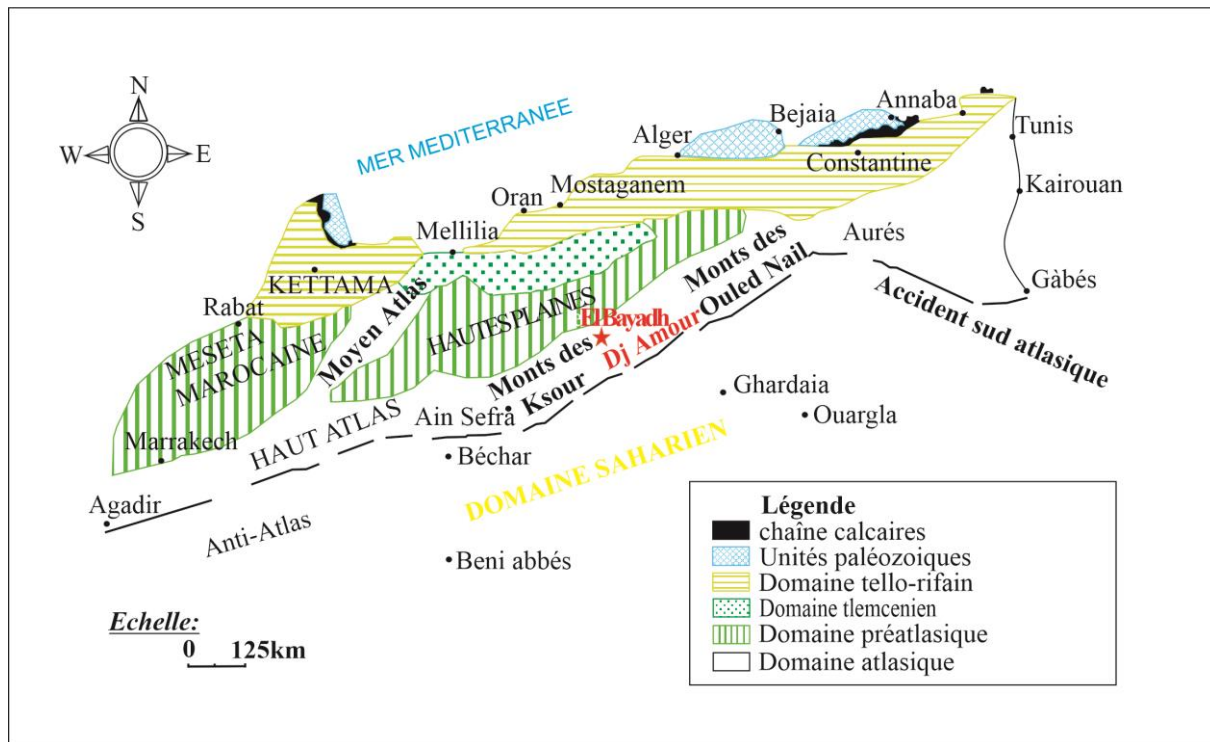 N
W E
S
MER MEDITERRANEE
Alger
Bejaia
Annaba
Tunis
Constantine
Kairouan
Oran
Mostaganem
Mellilia
KETTAMA
Rabat
MESETA
MAROCAINE
Moyen Atlas
HAUTES PLAINES
El Bayadh
Dj Amour
Monts des
Ksour
Monts des
Ouled Nail
Aurés
Gàbés
Accident sud atlasique
Marrakech
HAUT ATLAS
Ain Sefra
Ghardaia
Ouargla
Béchar
DOMAINE SAHARIEN
Agadir
Anti-Atlas
Beni abbés
Echelle:
0 125km
Légende
chaîne calcaires
Unités paléozoiques
Domaine tello-rifain
Domaine tlemcenien
Domaine préatlasique
Domaine atlasique